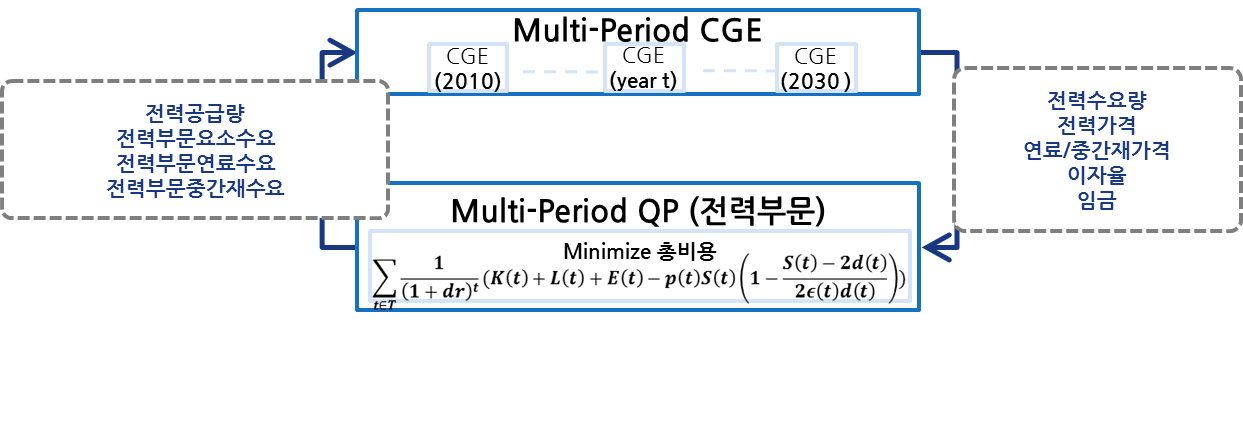 Multi-Period CGE
CGE
(2010)
CGE
(year t)
CGE
(2030 )
전력공급량
전력부문요소수요
전력부문연료수요
전력부문중간재수요
전력수요량
전력가격
연료/중간재가격
이자율
임금
Multi-Period QP (전력부문)
Minimize 총비용
∑_{t∈T} 1/(1 + dr)^t (K(t) + L(t) + E(t) − p(t)S(t)(1 − (S(t) − 2d(t))/(2ϵ(t)d(t))))